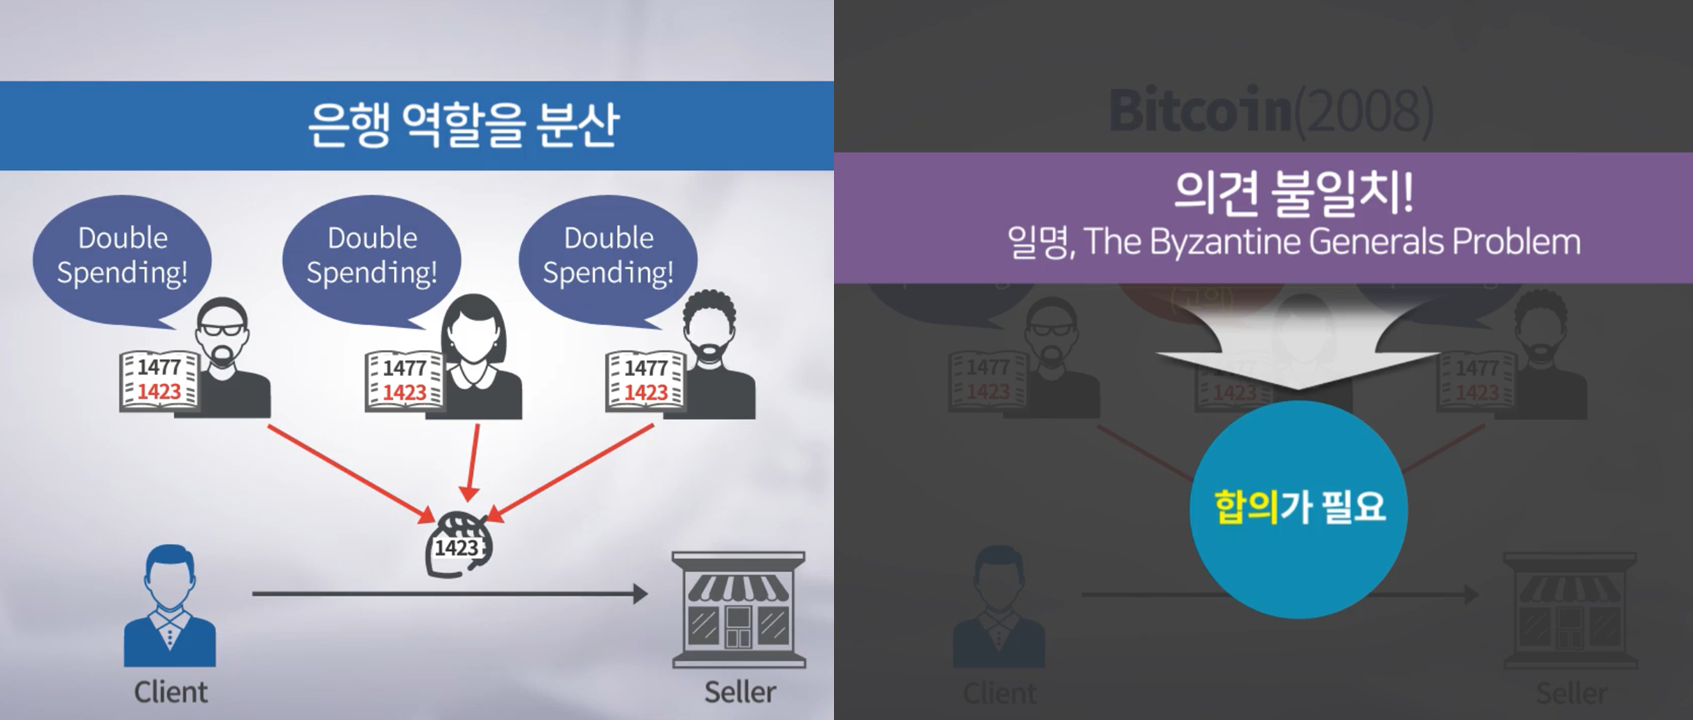 은행 역할을 분산
Double
Spending!
Double
Spending!
Double
Spending!
1477
1423
1477
1423
1477
1423
1423
Client
Seller
Bitcoin(2008)
의견 불일치!
일명, The Byzantine Generals Problem
(고의)
1477
1423
1423
1477
1423
합의가 필요
Client
Seller